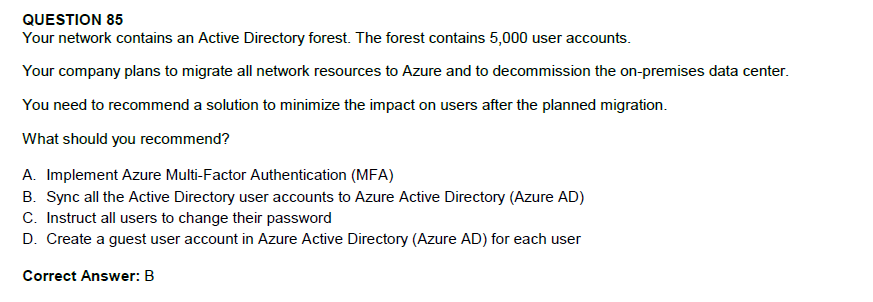 QUESTION 85
Your network contains an Active Directory forest. The forest contains 5,000 user accounts.
Your company plans to migrate all network resources to Azure and to decommission the on-premises data center.
You need to recommend a solution to minimize the impact on users after the planned migration.
What should you recommend?
A. Implement Azure Multi-Factor Authentication (MFA)
B. Sync all the Active Directory user accounts to Azure Active Directory (Azure AD)
C. Instruct all users to change their password
D. Create a guest user account in Azure Active Directory (Azure AD) for each user
Correct Answer: B